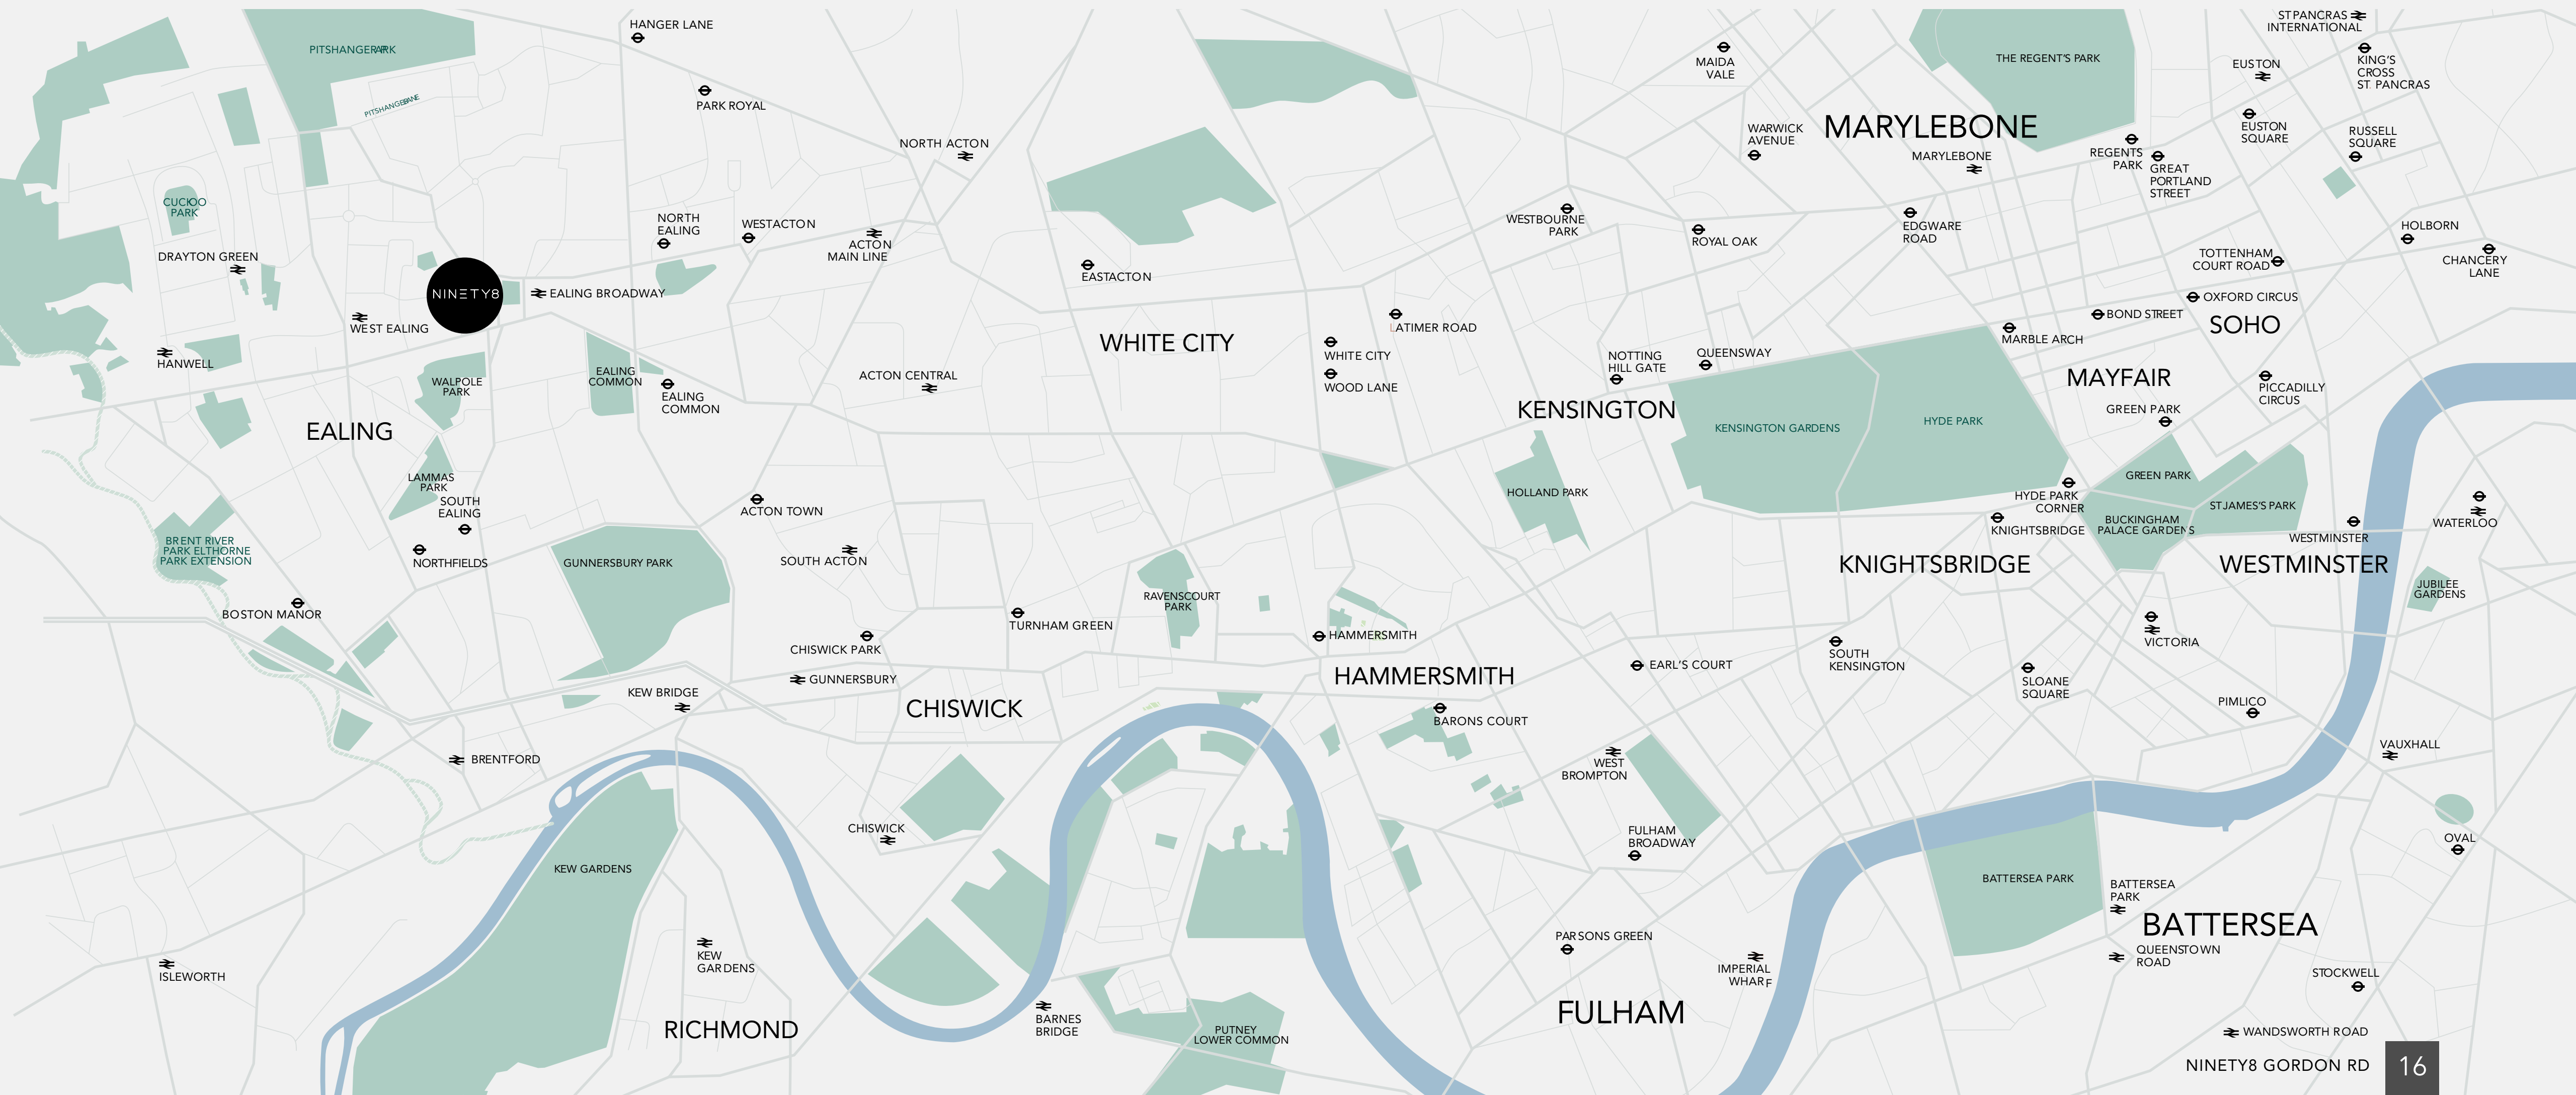 HANGER LANE
ST PANCRAS
INTERNATIONAL
PITSHANGER PARK
PITSHANGER LANE
MAIDA
VALE
THE REGENT'S PARK
EUSTON
KING'S
CROSS
ST. PANCRAS
PARK ROYAL
NORTH ACTON
WARWICK
AVENUE
MARYLEBONE
MARYLEBONE
REGENTS
PARK
GREAT
PORTLAND
STREET
EUSTON
SQUARE
RUSSELL
SQUARE
CUCKOO
PARK
DRAYTON GREEN
NORTH
EALING
WESTACTON
ACTON
MAIN LINE
EASTACTON
WESTBOURNE
PARK
ROYAL OAK
EDGWARE
ROAD
TOTTENHAM
COURT ROAD
HOLBORN
CHANCERY
LANE
NINETY8
EALING BROADWAY
WEST EALING
HANWELL
WHITE CITY
LATIMER ROAD
WHITE CITY
WOOD LANE
NOTTING
HILL GATE
QUEENSWAY
MARBLE ARCH
BOND STREET
OXFORD CIRCUS
SOHO
MAYFAIR
PICCADILLY
CIRCUS
GREEN PARK
WALPOLE
PARK
EALING
COMMON
EALING
COMMON
ACTON CENTRAL
EALING
KENSINGTON
KENSINGTON GARDENS
HYDE PARK
LAMMAS
PARK
SOUTH
EALING
NORTHFIELDS
ACTON TOWN
SOUTH ACTON
HOLLAND PARK
HYDE PARK
CORNER
KNIGHTSBRIDGE
GREEN PARK
BUCKINGHAM
PALACE GARDENS
ST JAMES'S PARK
WESTMINSTER
WATERLOO
BRENT RIVER
PARK ELTHORNE
PARK EXTENSION
GUNNERSBURY PARK
RAVENSCOURT
PARK
KNIGHTSBRIDGE
WESTMINSTER
JUBILEE
GARDENS
BOSTON MANOR
CHISWICK PARK
TURNHAM GREEN
HAMMERSMITH
GUNNERSBURY
HAMMERSMITH
EARL'S COURT
SOUTH
KENSINGTON
VICTORIA
SLOANE
SQUARE
PIMLICO
KEW BRIDGE
CHISWICK
BARONS COURT
VAUXHALL
BRENTFORD
WEST
BROMPTON
CHISWICK
FULHAM
BROADWAY
OVAL
KEW GARDENS
BATTERSEA PARK
BATTERSEA
PARK
BATTERSEA
QUEENSTOWN
ROAD
ISLEWORTH
KEW
GARDENS
PARSONS GREEN
IMPERIAL
WHARF
STOCKWELL
RICHMOND
BARNES
BRIDGE
PUTNEY
LOWER COMMON
FULHAM
WANDSWORTH ROAD
NINETY8 GORDON RD
16